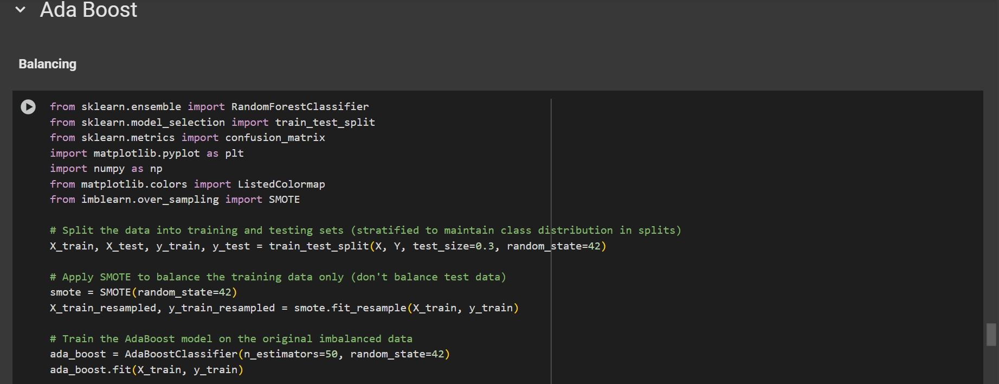 Ada Boost
Balancing
from sklearn.ensemble import RandomForestClassifier
from sklearn.model_selection import train_test_split
from sklearn.metrics import confusion_matrix
import matplotlib.pyplot as plt
import numpy as np
from matplotlib.colors import ListedColormap
from imblearn.over_sampling import SMOTE
# Split the data into training and testing sets (stratified to maintain class distribution in splits)
X_train, X_test, y_train, y_test = train_test_split(X, Y, test_size=0.3, random_state=42)
# Apply SMOTE to balance the training data only (don't balance test data)
smote = SMOTE(random_state=42)
X_train_resampled, y_train_resampled = smote.fit_resample(X_train, y_train)
# Train the AdaBoost model on the original imbalanced data
ada_boost = AdaBoostClassifier(n_estimators=50, random_state=42)
ada_boost.fit(X_train, y_train)